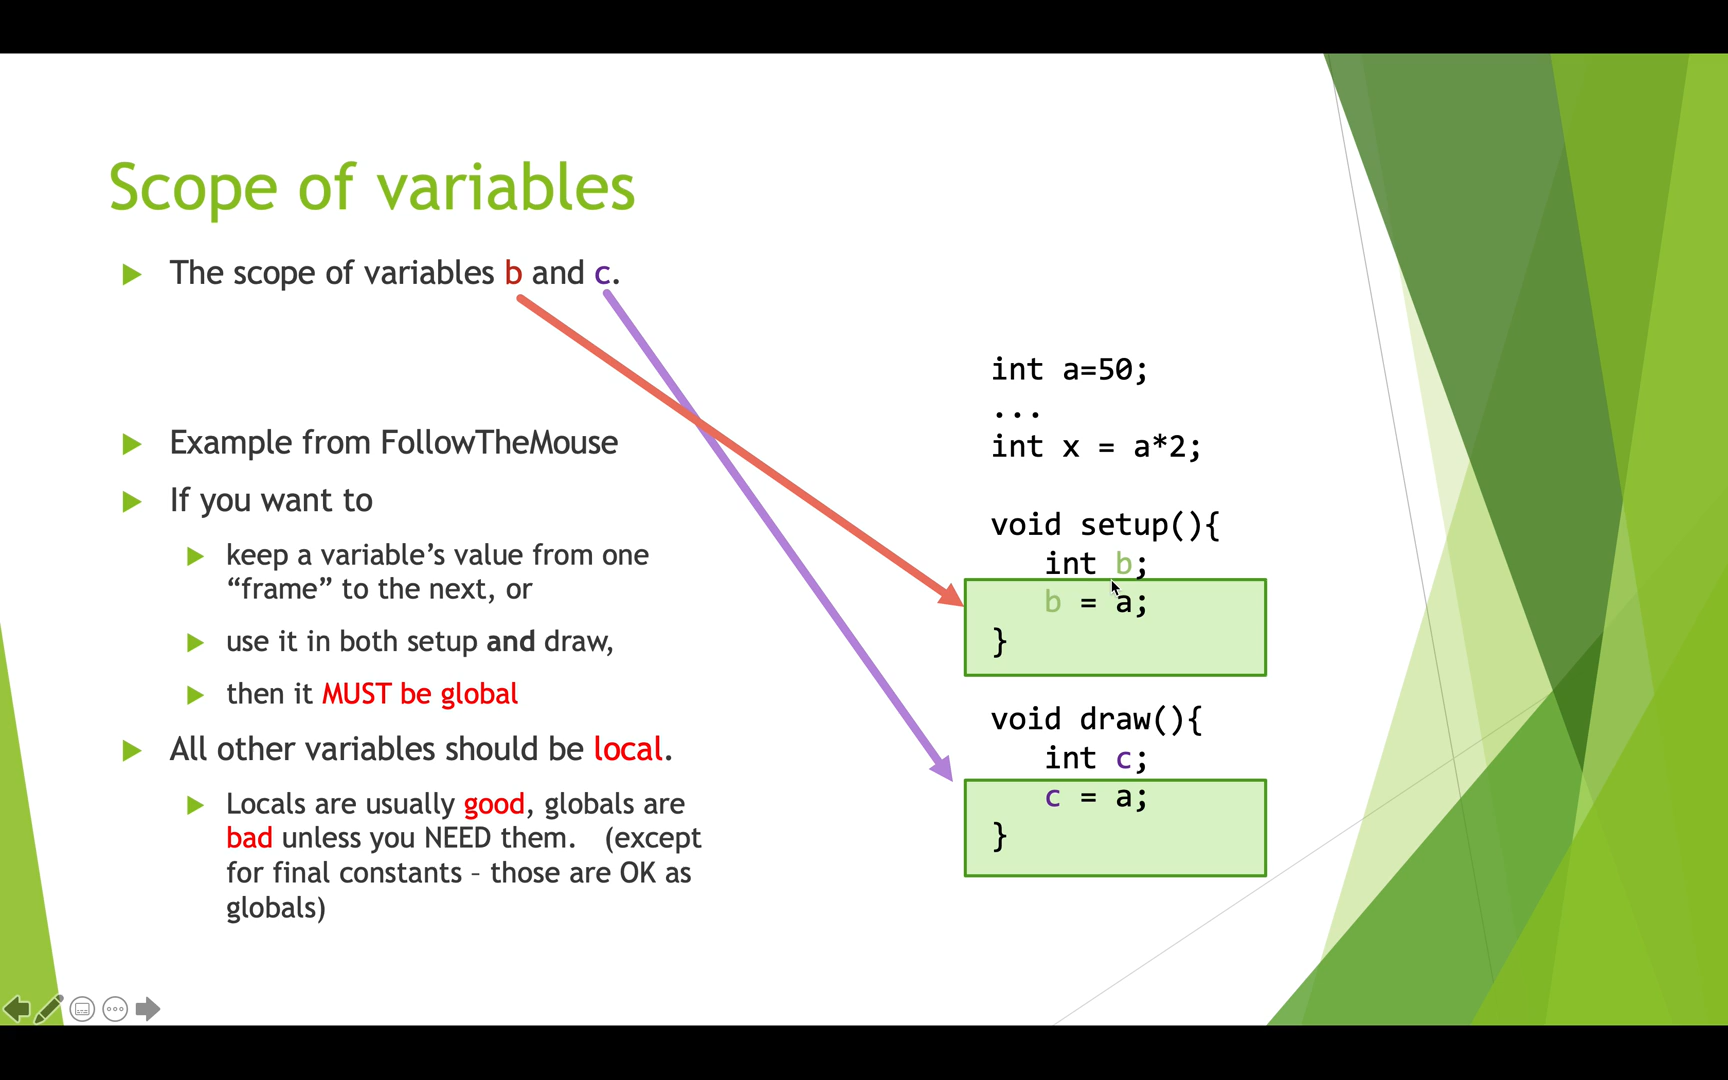 Scope of variables
The scope of variables b and c.
Example from FollowTheMouse
If you want to
keep a variable’s value from one
“frame” to the next, or
use it in both setup and draw,
then it MUST be global
All other variables should be local.
Locals are usually good, globals are
bad unless you NEED them. (except
for final constants – those are OK as
globals)
int a=50;
...
int x = a*2;
void setup(){
int b;
b = a;
}
void draw(){
int c;
c = a;
}